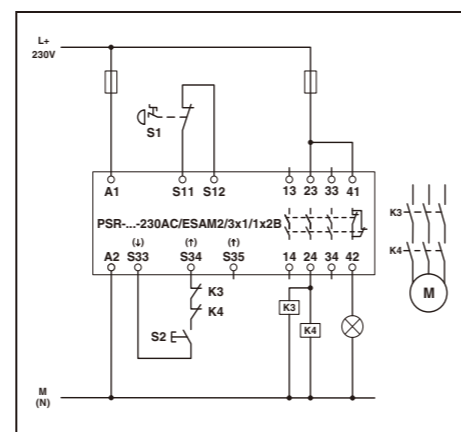 L+
230V
S1
A1 S11 S12 13 23 33 41
PSR-...-230AC/ESAM2/3x1/1x2B
(↓) (↑) (↑)
A2 S33 S34 S35 14 24 34 42
K3
K4
S2
K3
K4
K3
K4
M
M
(N)